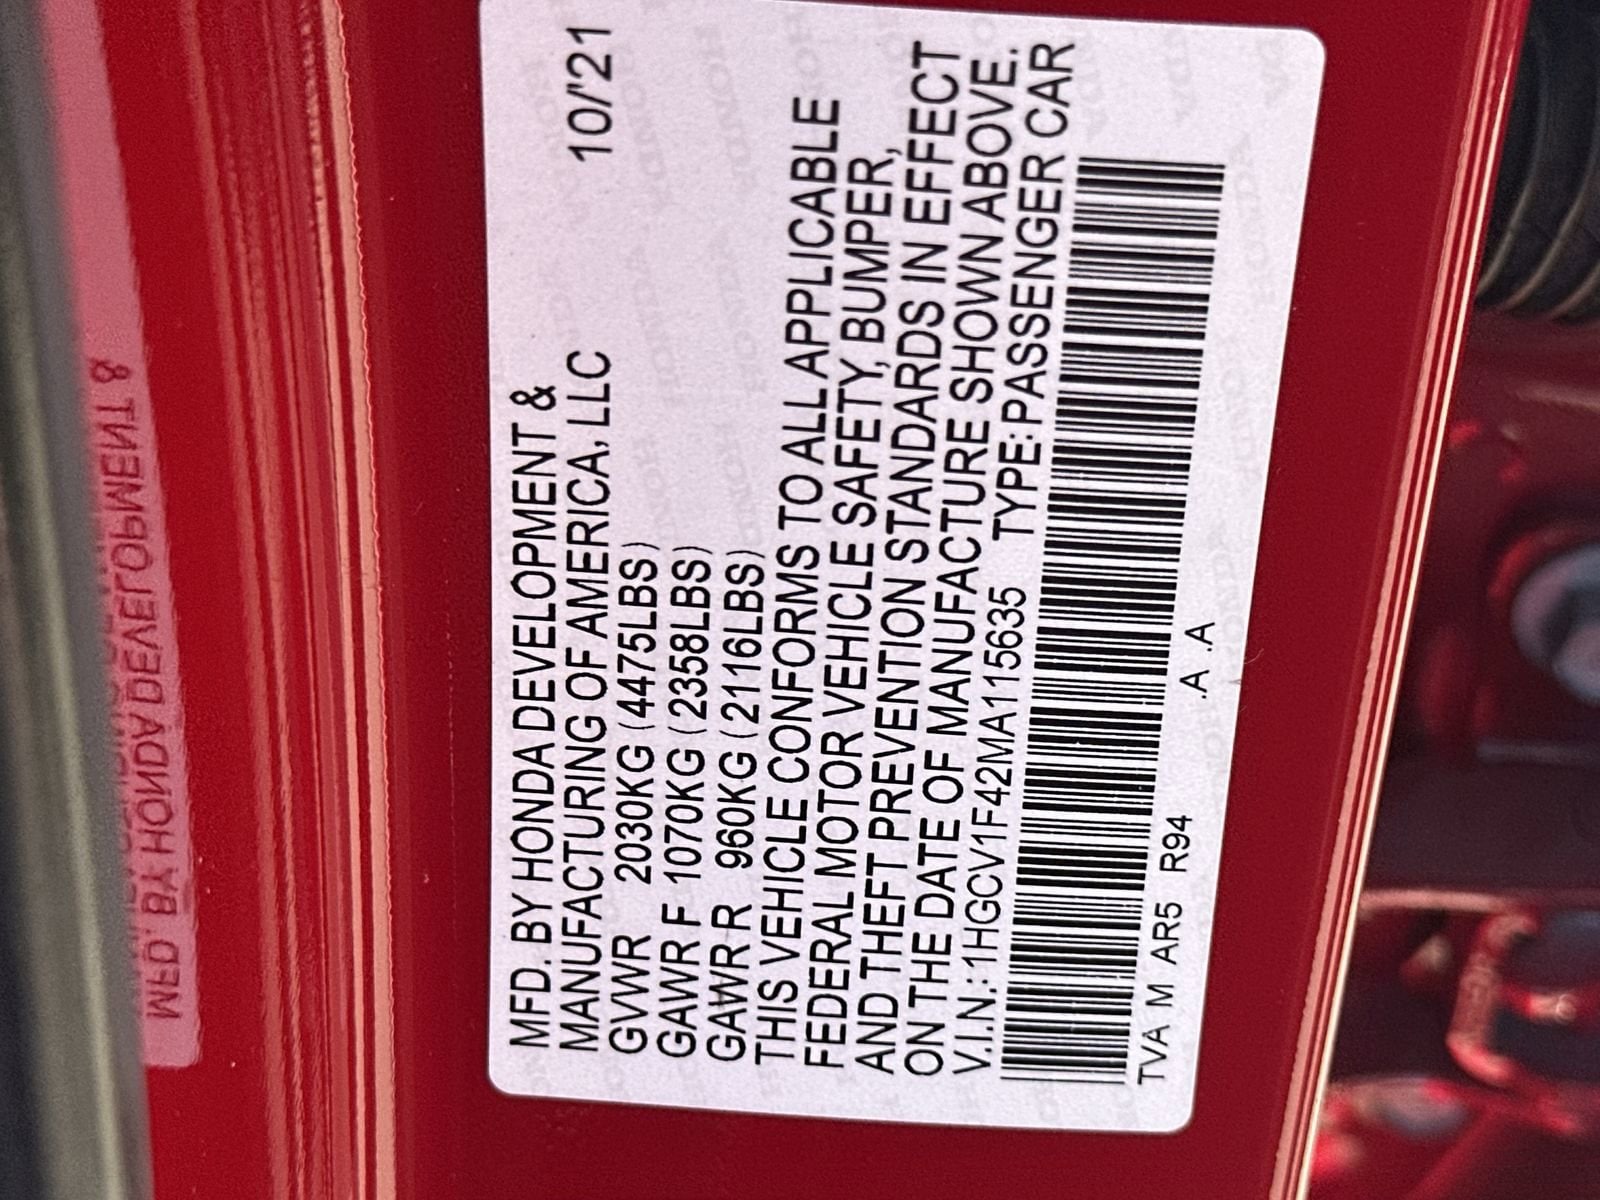 MFD. BY HONDA DEVELOPMENT &
MANUFACTURING OF AMERICA, LLC 10/'21
GVWR 2030KG (4475LBS)
GAWR F 1070KG (2358LBS)
GAWR R 960KG (2116LBS)
THIS VEHICLE CONFORMS TO ALL APPLICABLE
FEDERAL MOTOR VEHICLE SAFETY, BUMPER,
AND THEFT PREVENTION STANDARDS IN EFFECT
ON THE DATE OF MANUFACTURE SHOWN ABOVE.
V.I.N.: 1HGCV1F42MA115635 TYPE: PASSENGER CAR
TVA M AR5 R94 .A .A
MFD. BY HONDA DEVELOPMENT &